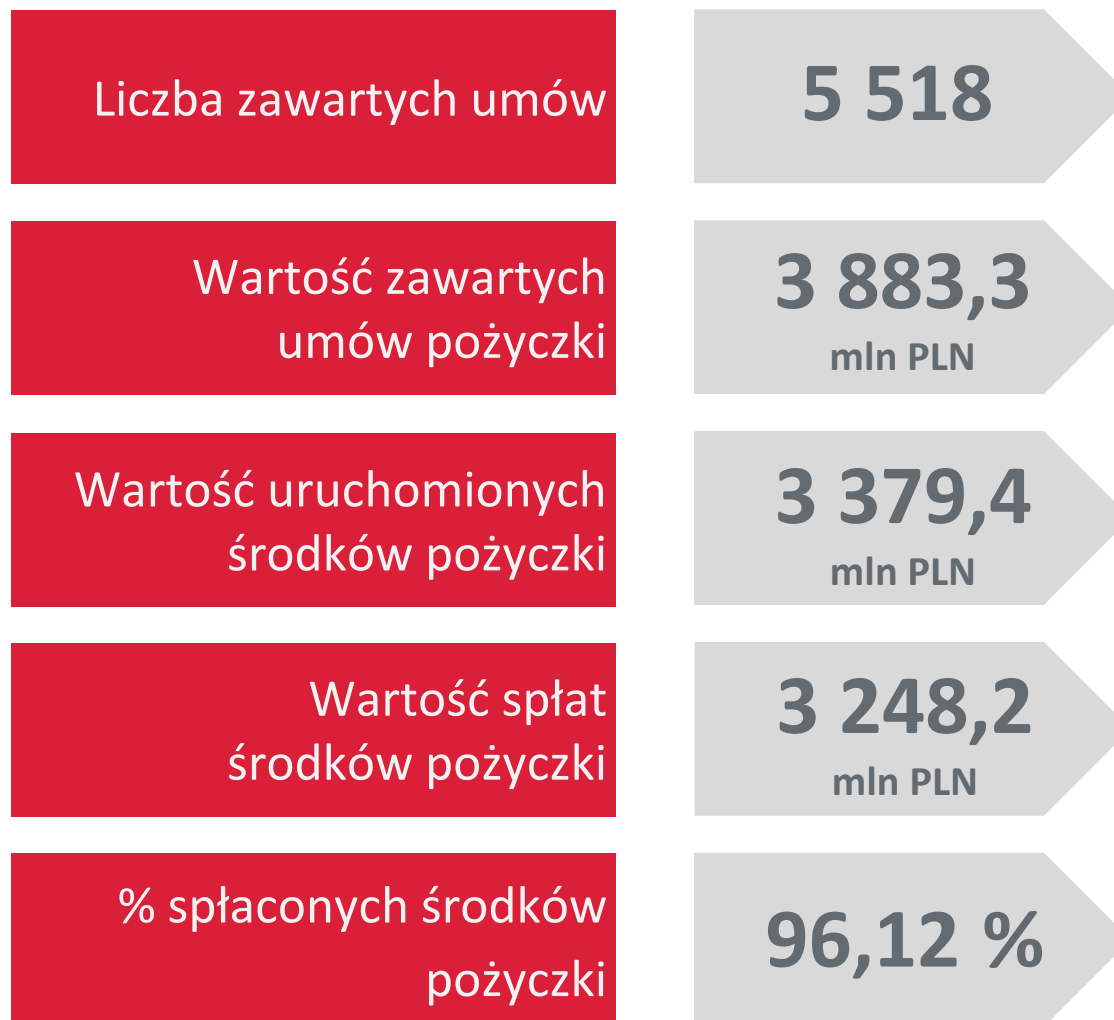 Liczba zawartych umów
5 518
Wartość zawartych
umów pożyczki
3 883,3
mln PLN
Wartość uruchomionych
środków pożyczki
3 379,4
mln PLN
Wartość spłat
środków pożyczki
3 248,2
mln PLN
% spłaconych środków
pożyczki
96,12 %